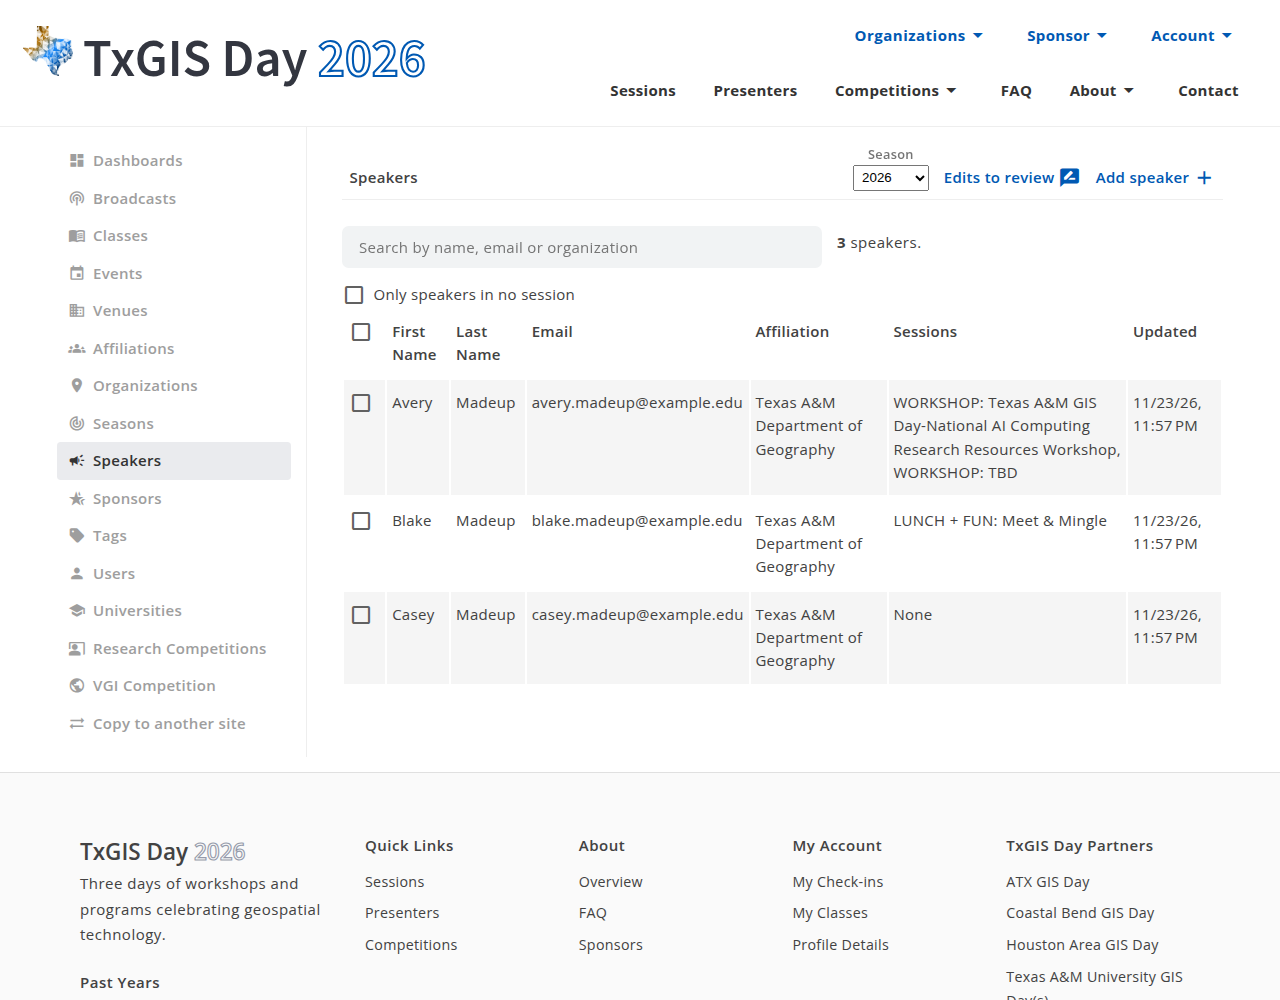 TxGIS Day 2026
Organizations
Sponsor
Account
Sessions
Presenters
Competitions
FAQ
About
Contact
Dashboards
Broadcasts
Classes
Events
Venues
Affiliations
Organizations
Seasons
Speakers
Sponsors
Tags
Users
Universities
Research Competitions
VGI Competition
Copy to another site
Speakers
Season
2026
Edits to review
Add speaker
Search by name, email or organization
3 speakers.
Only speakers in no session
First Name
Last Name
Email
Affiliation
Sessions
Updated
Avery
Madeup
avery.madeup@example.edu
Texas A&M
Department of
Geography
WORKSHOP: Texas A&M GIS
Day-National AI Computing
Research Resources Workshop,
WORKSHOP: TBD
11/23/26,
11:57 PM
Blake
Madeup
blake.madeup@example.edu
Texas A&M
Department of
Geography
LUNCH + FUN: Meet & Mingle
11/23/26,
11:57 PM
Casey
Madeup
casey.madeup@example.edu
Texas A&M
Department of
Geography
None
11/23/26,
11:57 PM
TxGIS Day 2026
Three days of workshops and
programs celebrating geospatial
technology.
Past Years
Quick Links
Sessions
Presenters
Competitions
About
Overview
FAQ
Sponsors
My Account
My Check-ins
My Classes
Profile Details
TxGIS Day Partners
ATX GIS Day
Coastal Bend GIS Day
Houston Area GIS Day
Texas A&M University GIS
Day(s)